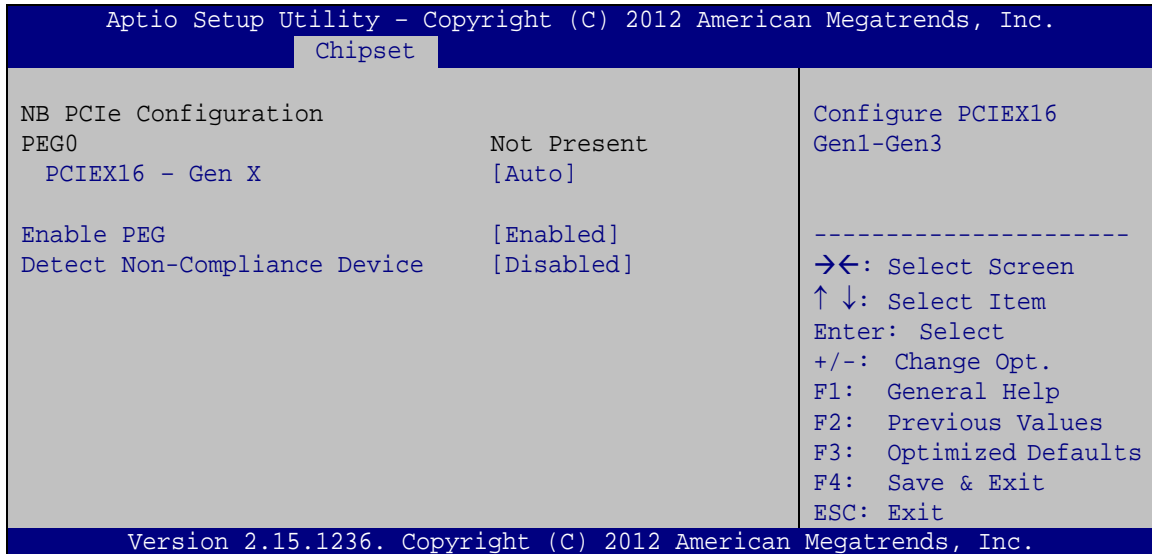 Aptio Setup Utility – Copyright (C) 2012 American Megatrends, Inc.
Chipset
NB PCIe Configuration
PEG0 Not Present
PCIEX16 – Gen X [Auto]
Enable PEG [Enabled]
Detect Non-Compliance Device [Disabled]
Configure PCIEX16
Gen1-Gen3
----------------------
→←: Select Screen
↑ ↓: Select Item
Enter: Select
+/-: Change Opt.
F1: General Help
F2: Previous Values
F3: Optimized Defaults
F4: Save & Exit
ESC: Exit
Version 2.15.1236. Copyright (C) 2012 American Megatrends, Inc.